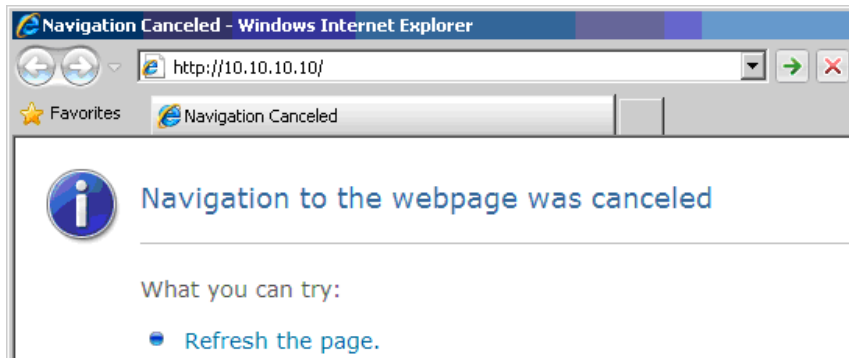 Navigation Canceled - Windows Internet Explorer
http://10.10.10.10/
Favorites
Navigation Canceled
Navigation to the webpage was canceled
What you can try:
Refresh the page.